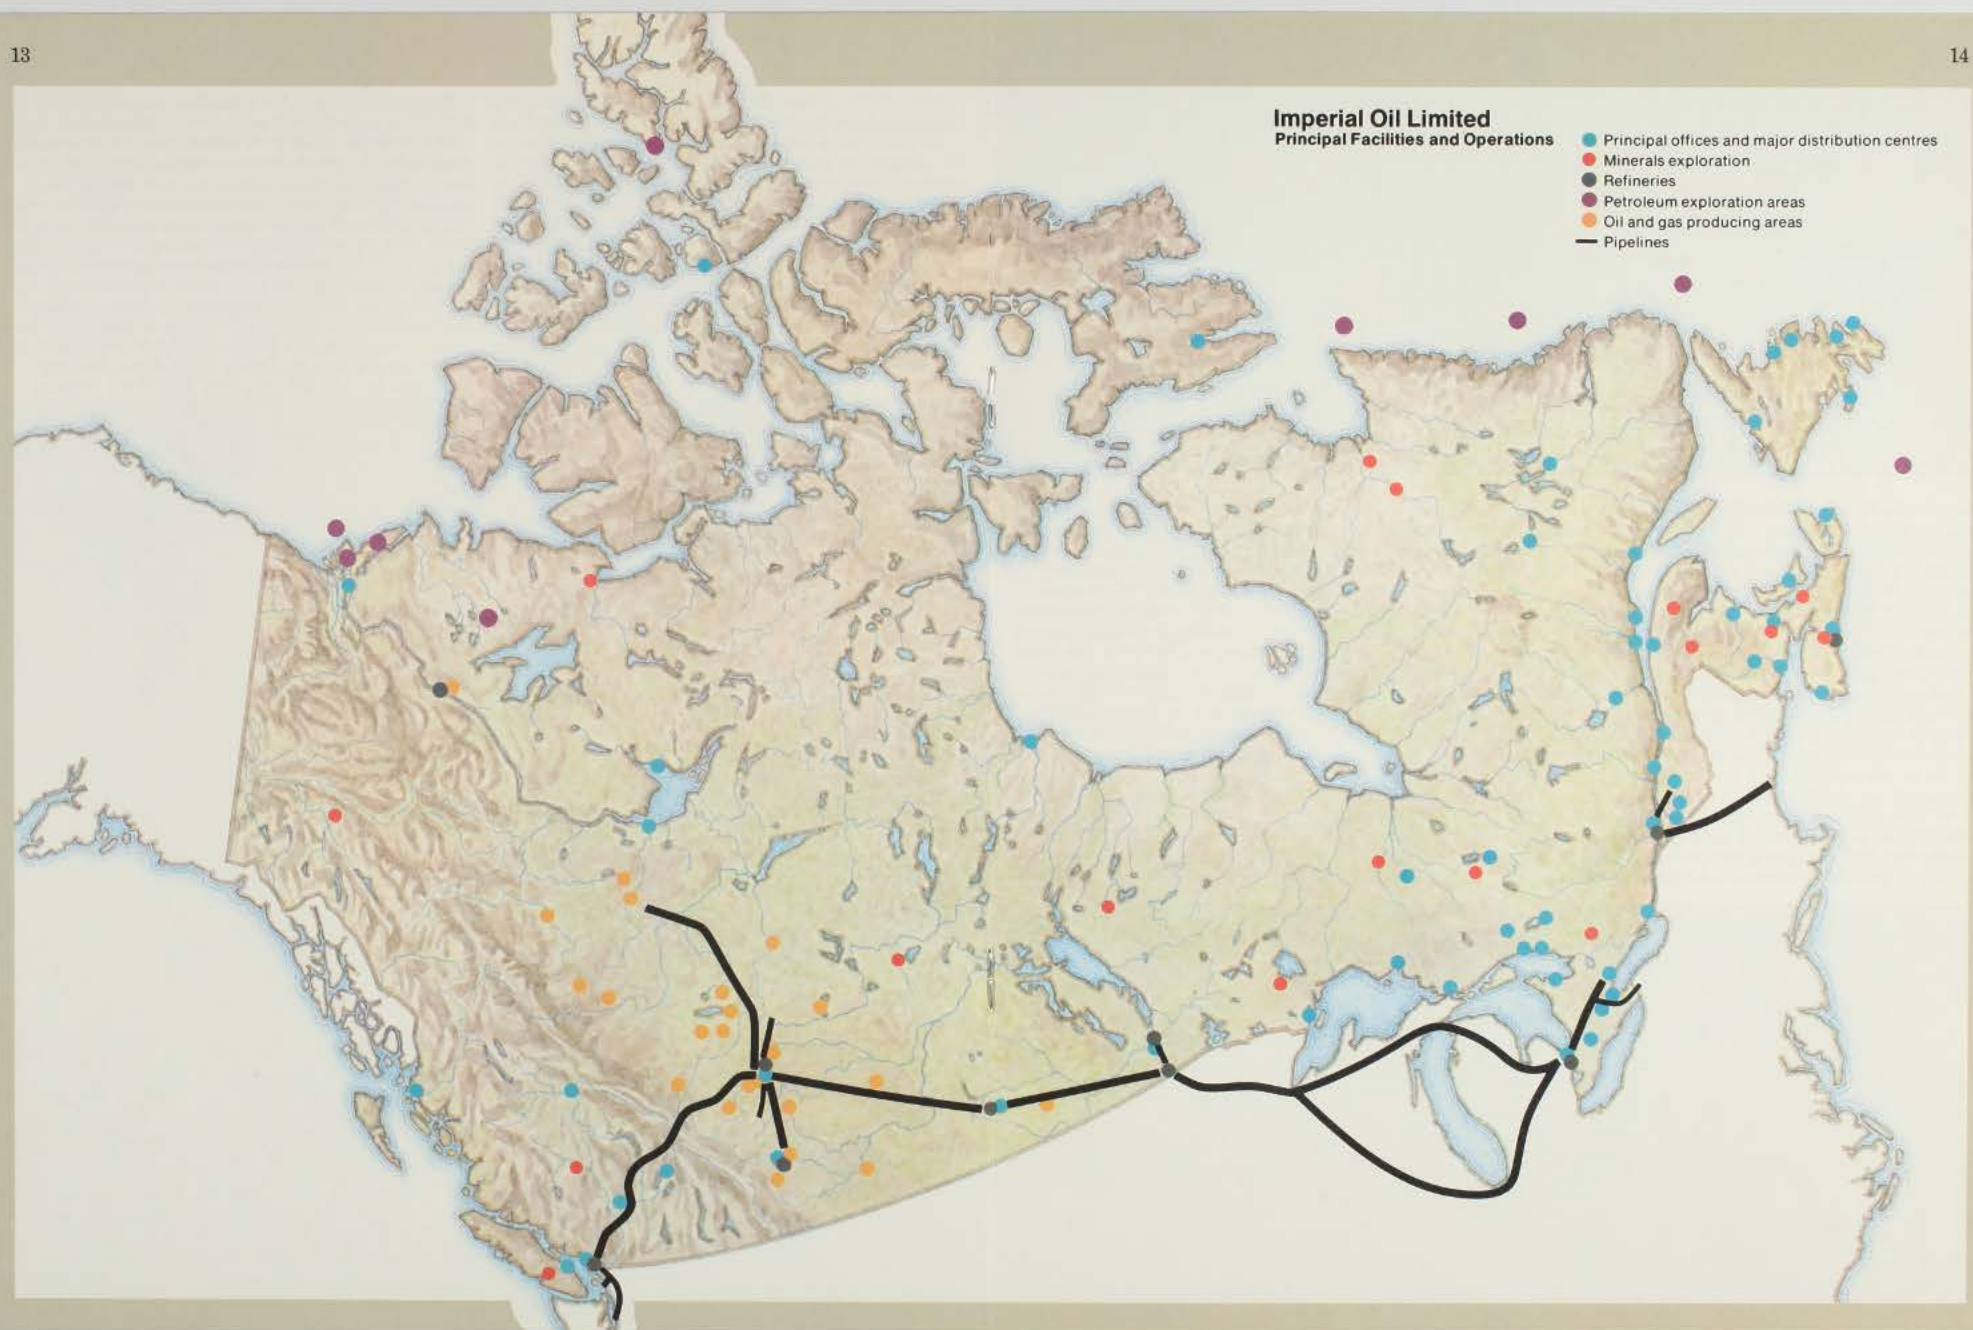 13
14
Imperial Oil Limited
Principal Facilities and Operations
Principal offices and major distribution centres
Minerals exploration
Refineries
Petroleum exploration areas
Oil and gas producing areas
Pipelines